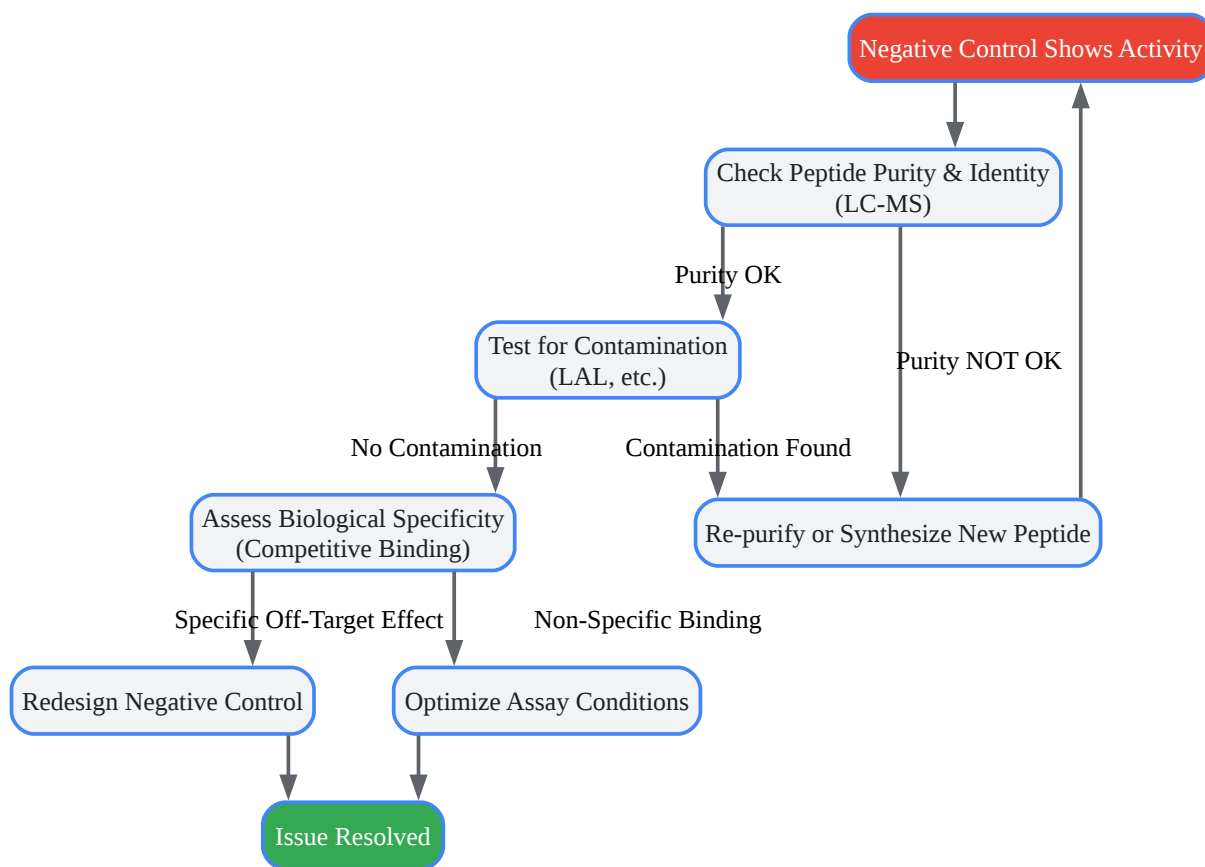 Negative Control Shows Activity
Check Peptide Purity & Identity
(LC-MS)
Purity OK
Test for Contamination
(LAL, etc.)
Purity NOT OK
No Contamination
Contamination Found
Assess Biological Specificity
(Competitive Binding)
Re-purify or Synthesize New Peptide
Specific Off-Target Effect
Non-Specific Binding
Redesign Negative Control
Optimize Assay Conditions
Issue Resolved